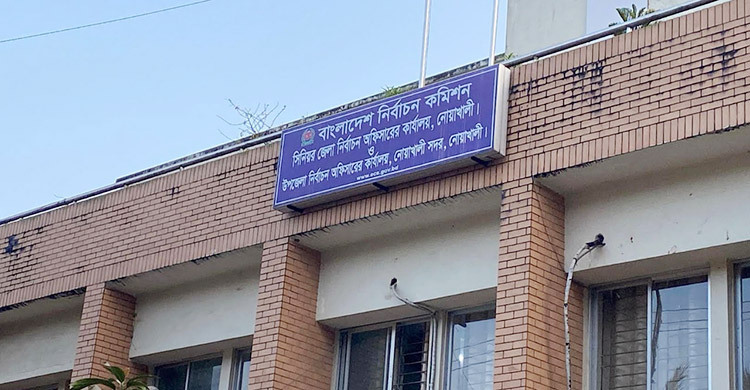 বাংলাদেশ নির্বাচন কমিশন
সিনিয়র জেলা নির্বাচন অফিসারের কার্যালয়, নোয়াখালী।
ও
উপজেলা নির্বাচন অফিসারের কার্যালয়, নোয়াখালী সদর, নোয়াখালী।
www.ecs.gov.bd